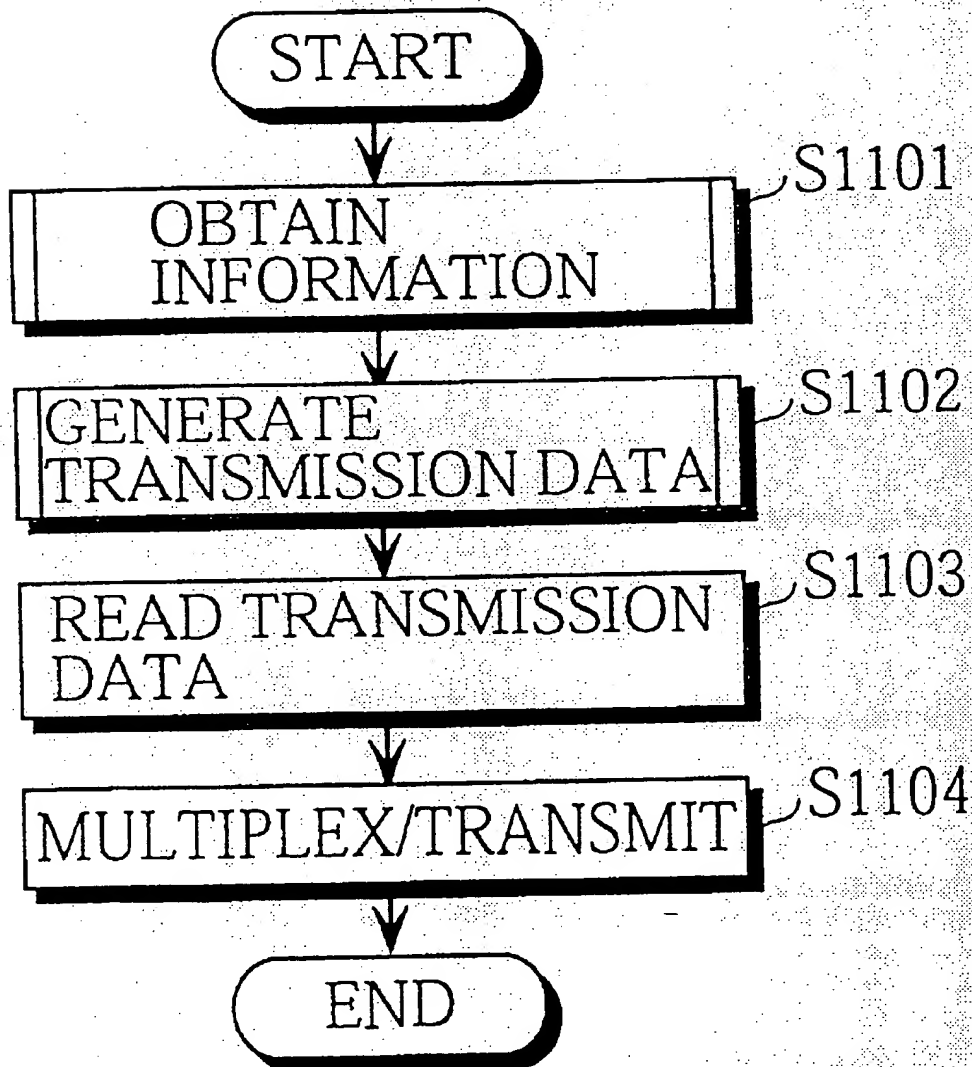 START
S1101
OBTAIN
INFORMATION
S1102
GENERATE
TRANSMISSION DATA
S1103
READ TRANSMISSION
DATA
S1104
MULTIPLEX/TRANSMIT
END